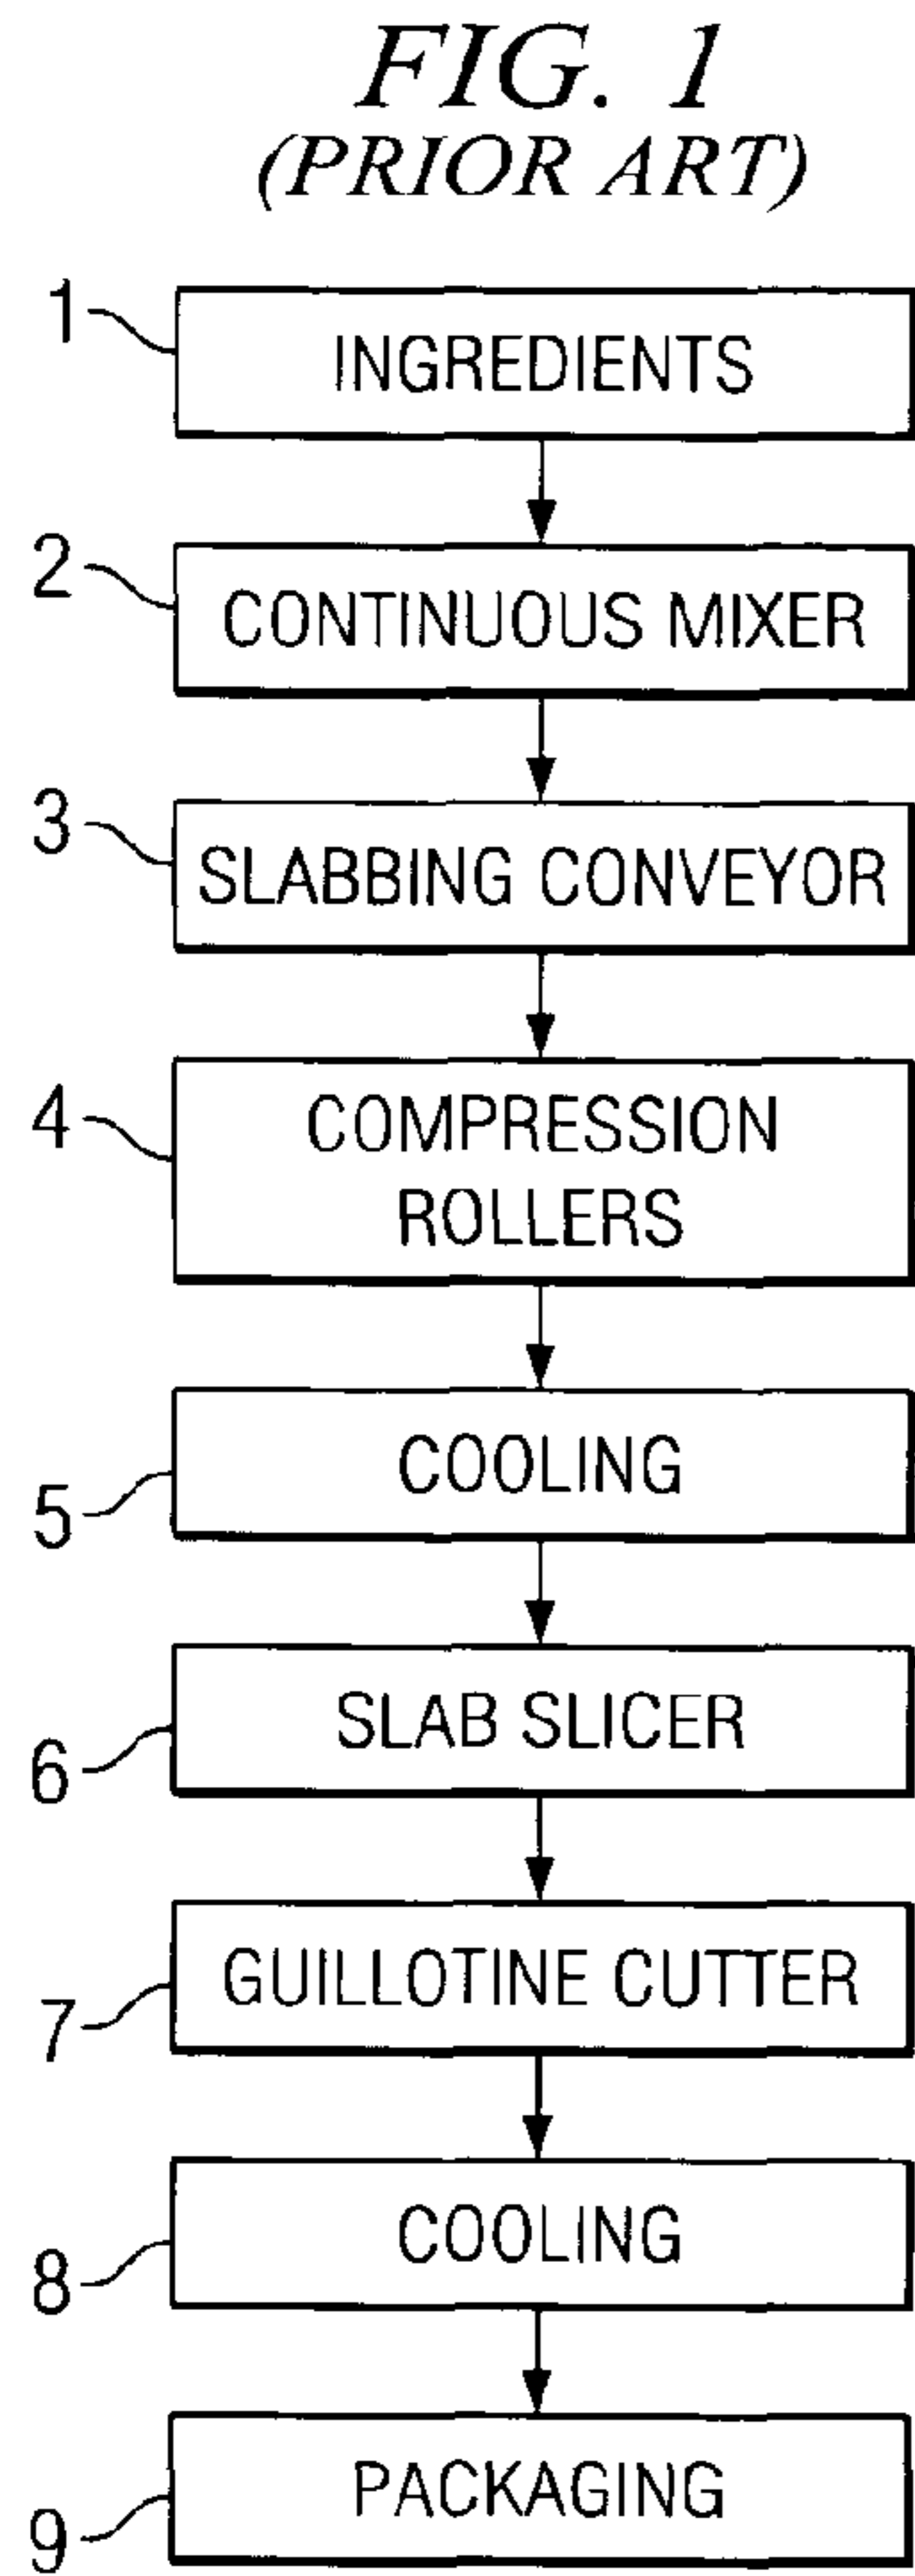 FIG. 1
(PRIOR ART)
1
INGREDIENTS
2
CONTINUOUS MIXER
3
SLABBING CONVEYOR
4
COMPRESSION
ROLLERS
5
COOLING
6
SLAB SLICER
7
GUILLOTINE CUTTER
8
COOLING
9
PACKAGING